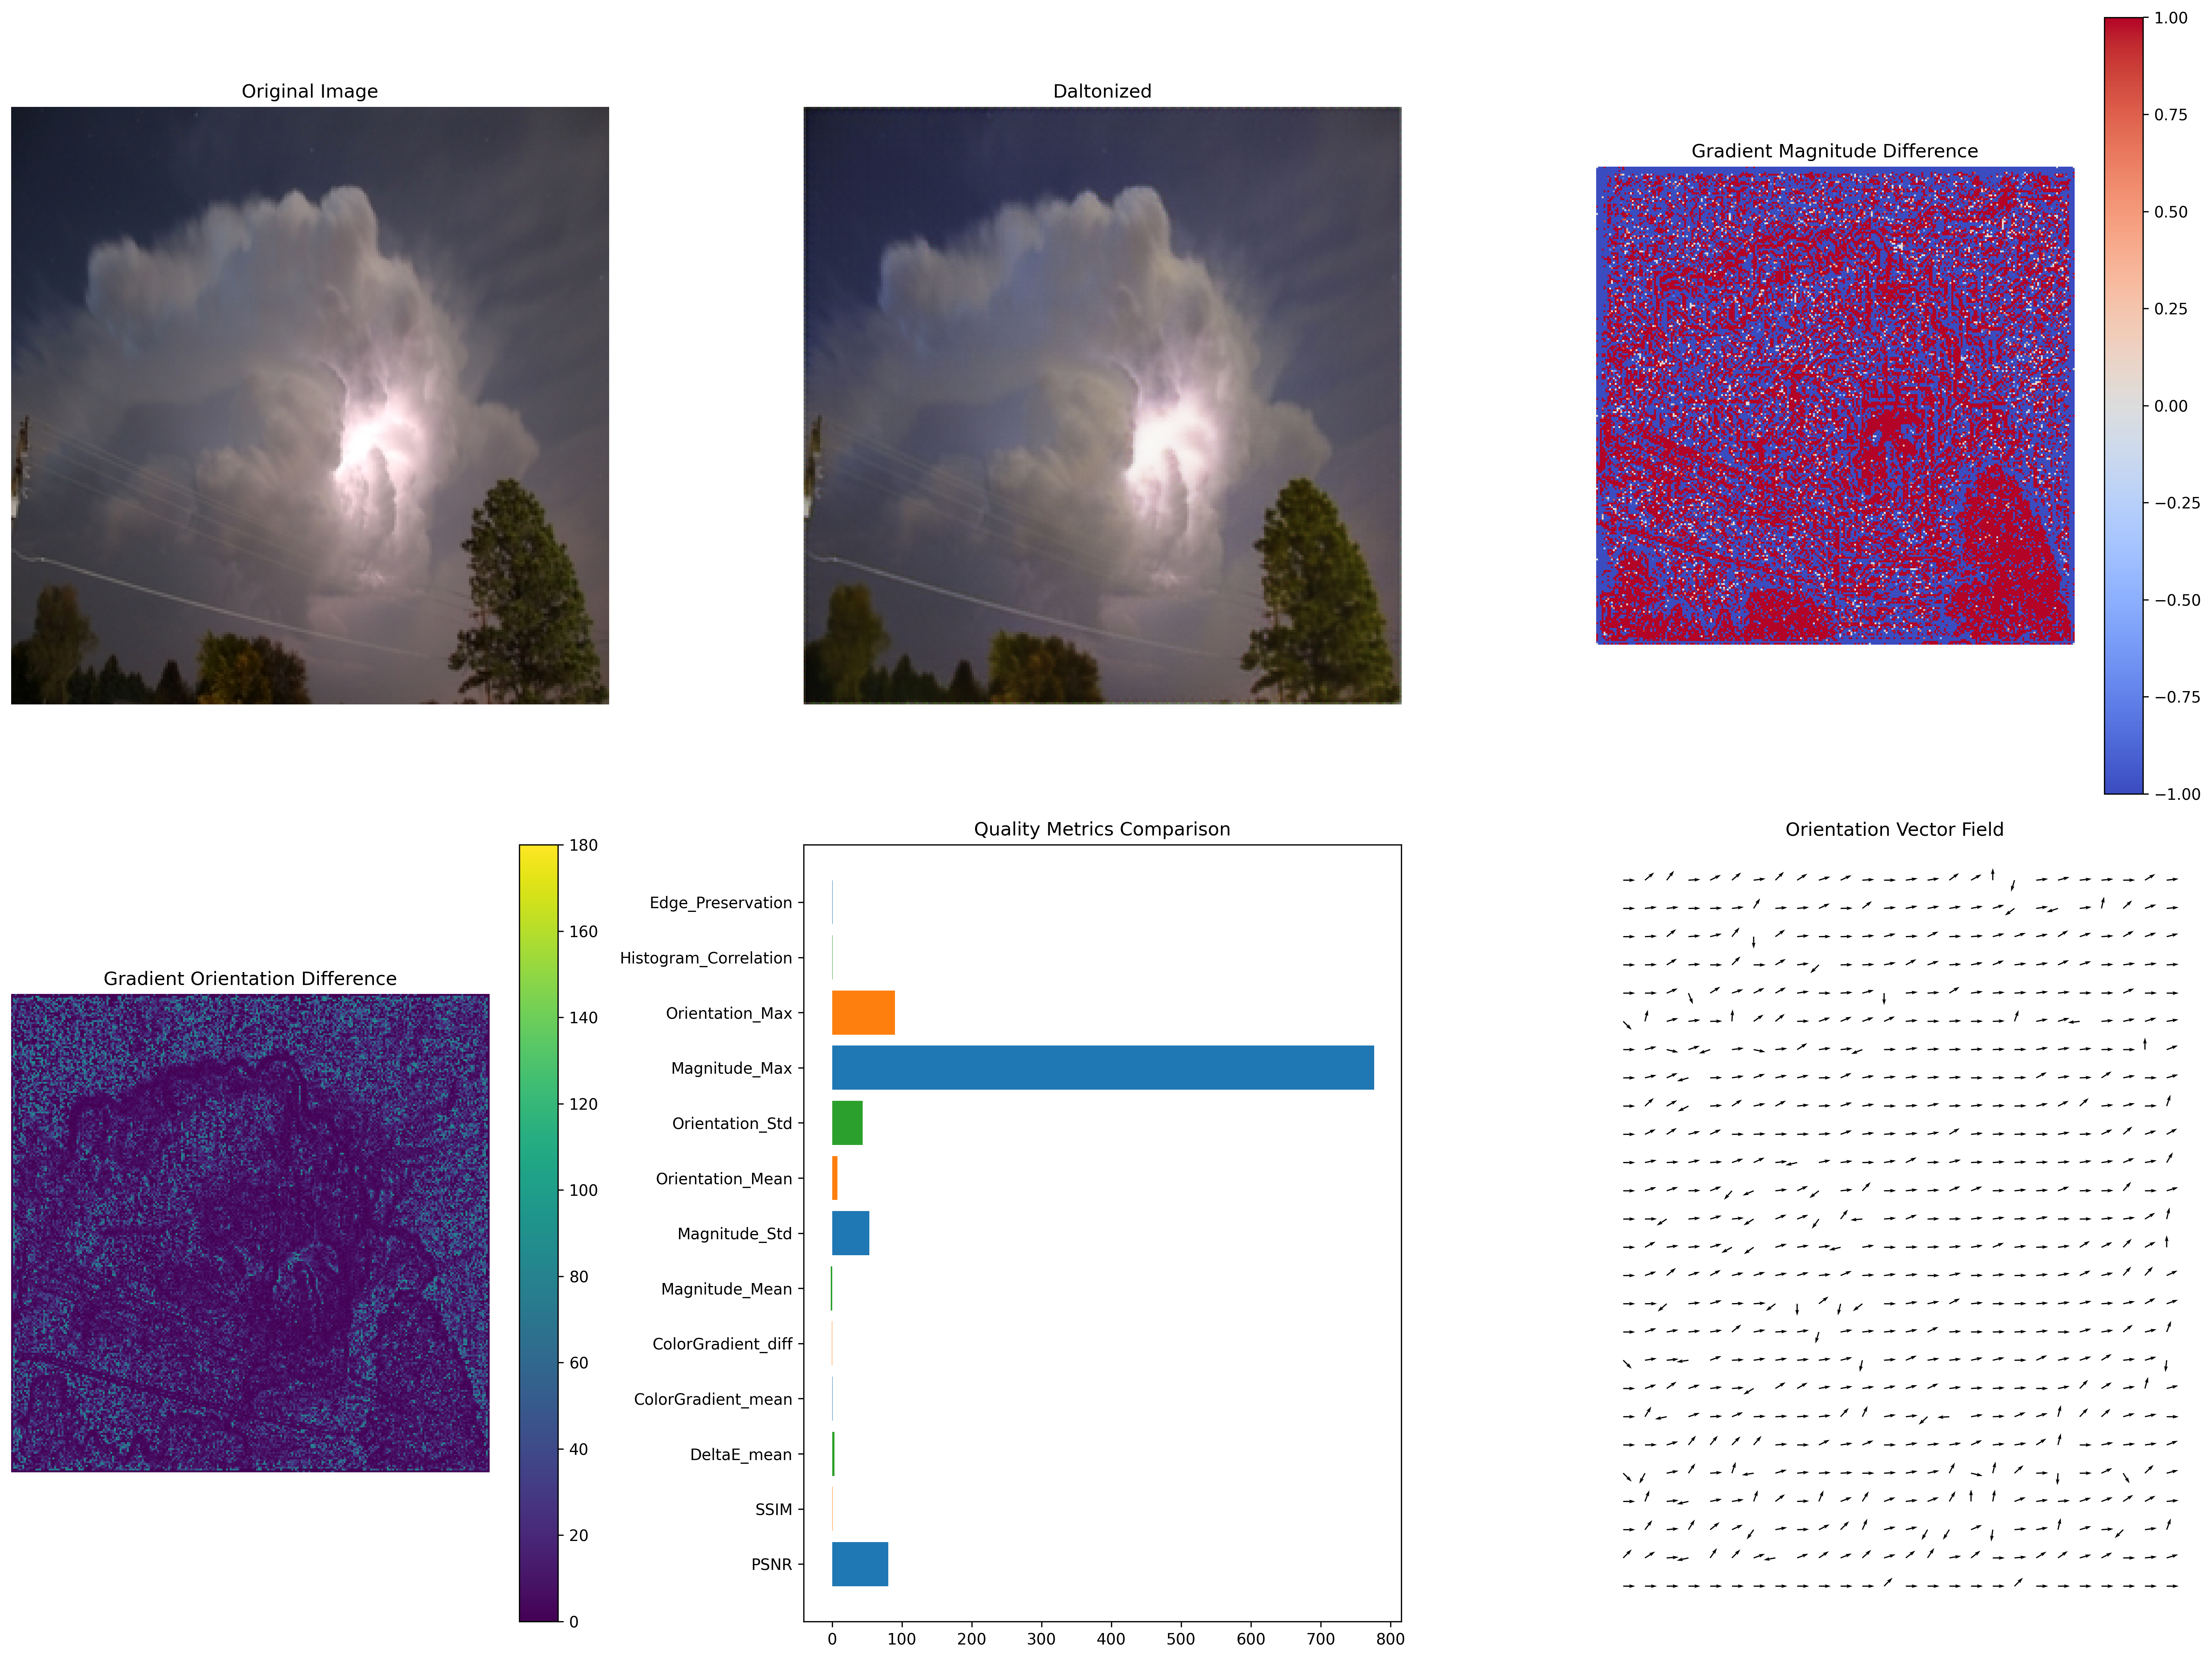 Original Image
Daltonized
Gradient Magnitude Difference
1.00
0.75
0.50
0.25
0.00
−0.25
−0.50
−0.75
−1.00
Gradient Orientation Difference
180
160
140
120
100
80
60
40
20
0
Quality Metrics Comparison
Edge_Preservation
Histogram_Correlation
Orientation_Max
Magnitude_Max
Orientation_Std
Orientation_Mean
Magnitude_Std
Magnitude_Mean
ColorGradient_diff
ColorGradient_mean
DeltaE_mean
SSIM
PSNR
0 100 200 300 400 500 600 700 800
Orientation Vector Field